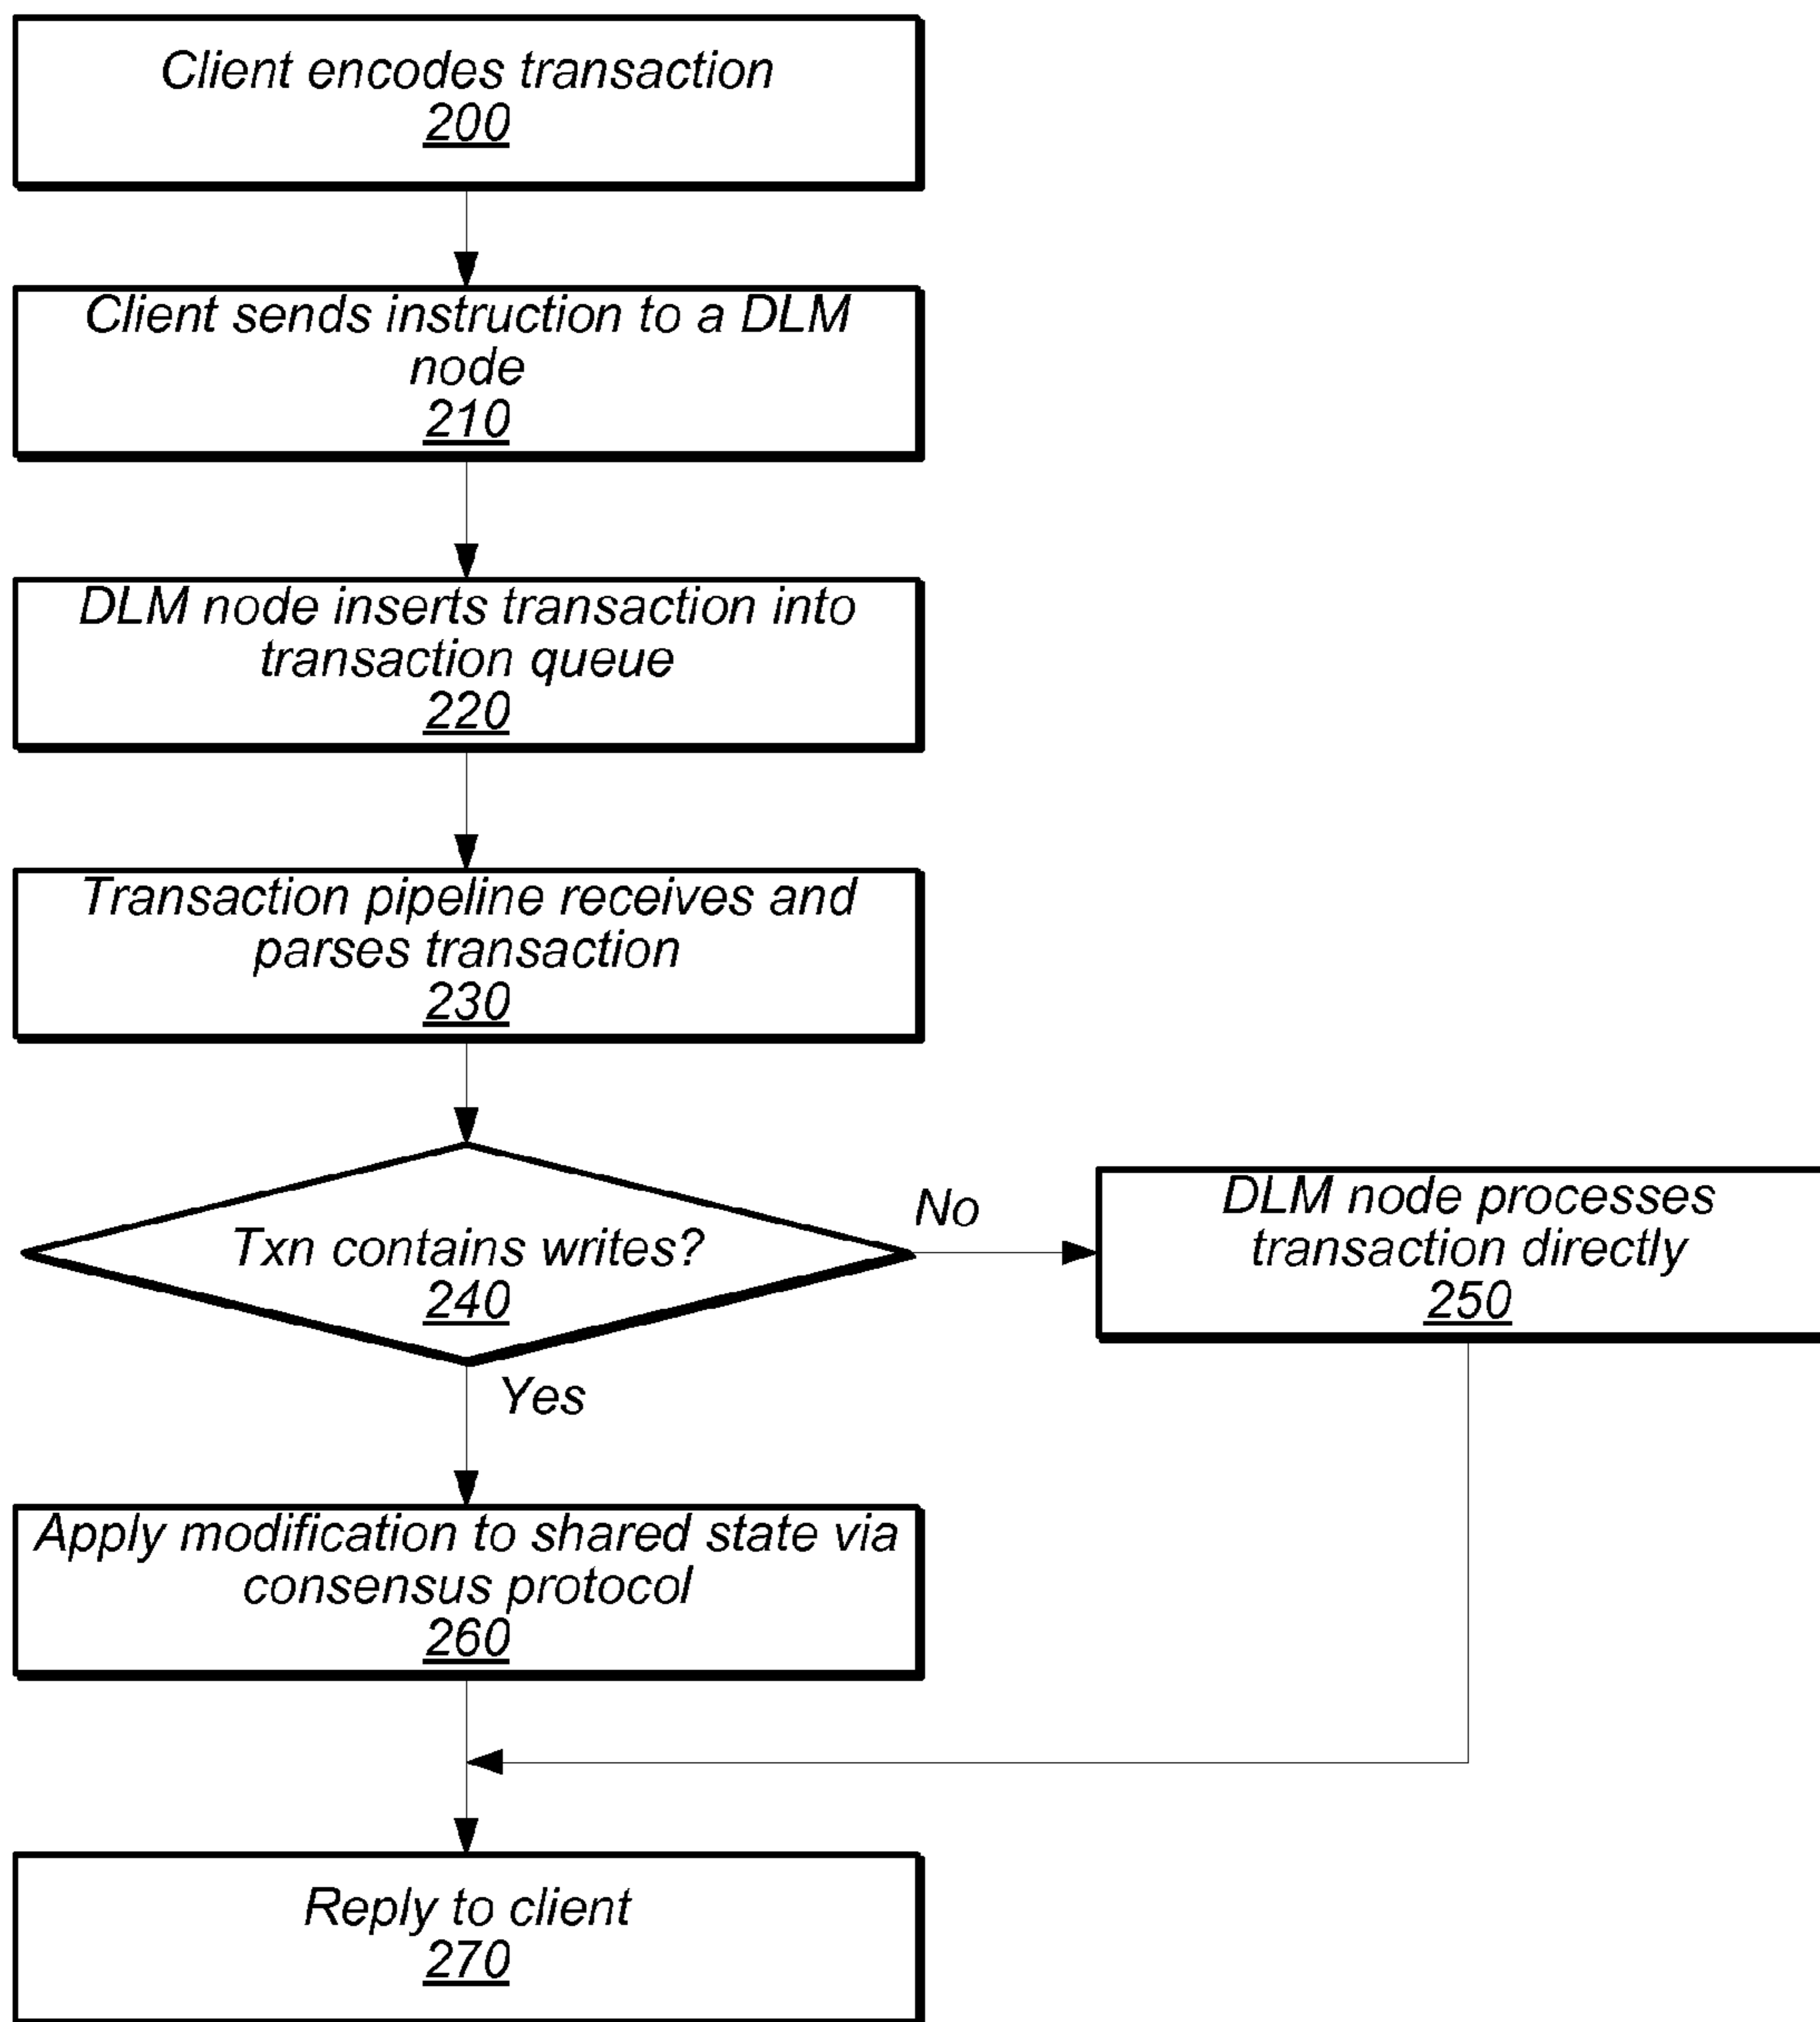 Client encodes transaction
200
Client sends instruction to a DLM
node
210
DLM node inserts transaction into
transaction queue
220
Transaction pipeline receives and
parses transaction
230
Txn contains writes?
240
No
DLM node processes
transaction directly
250
Yes
Apply modification to shared state via
consensus protocol
260
Reply to client
270